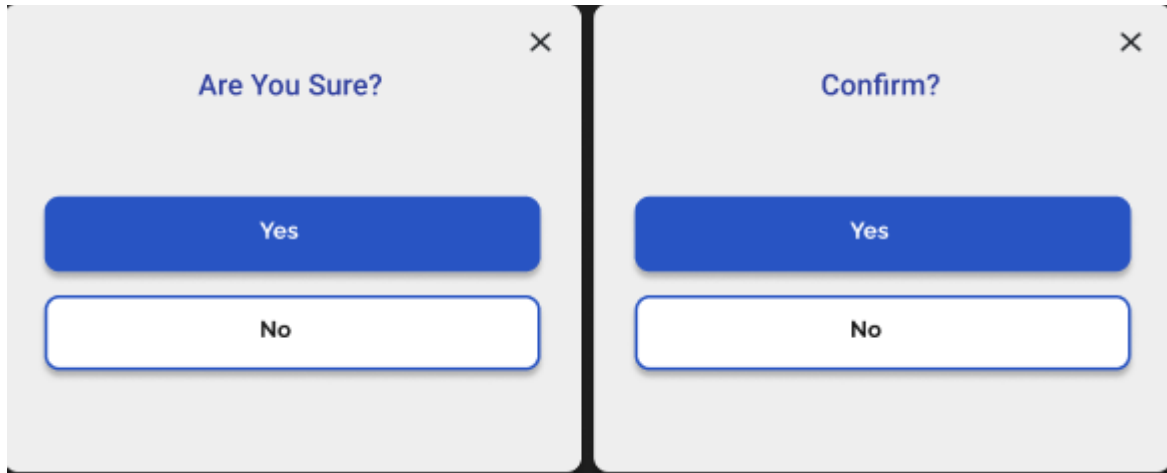 Are You Sure?
Yes
No
Confirm?
Yes
No